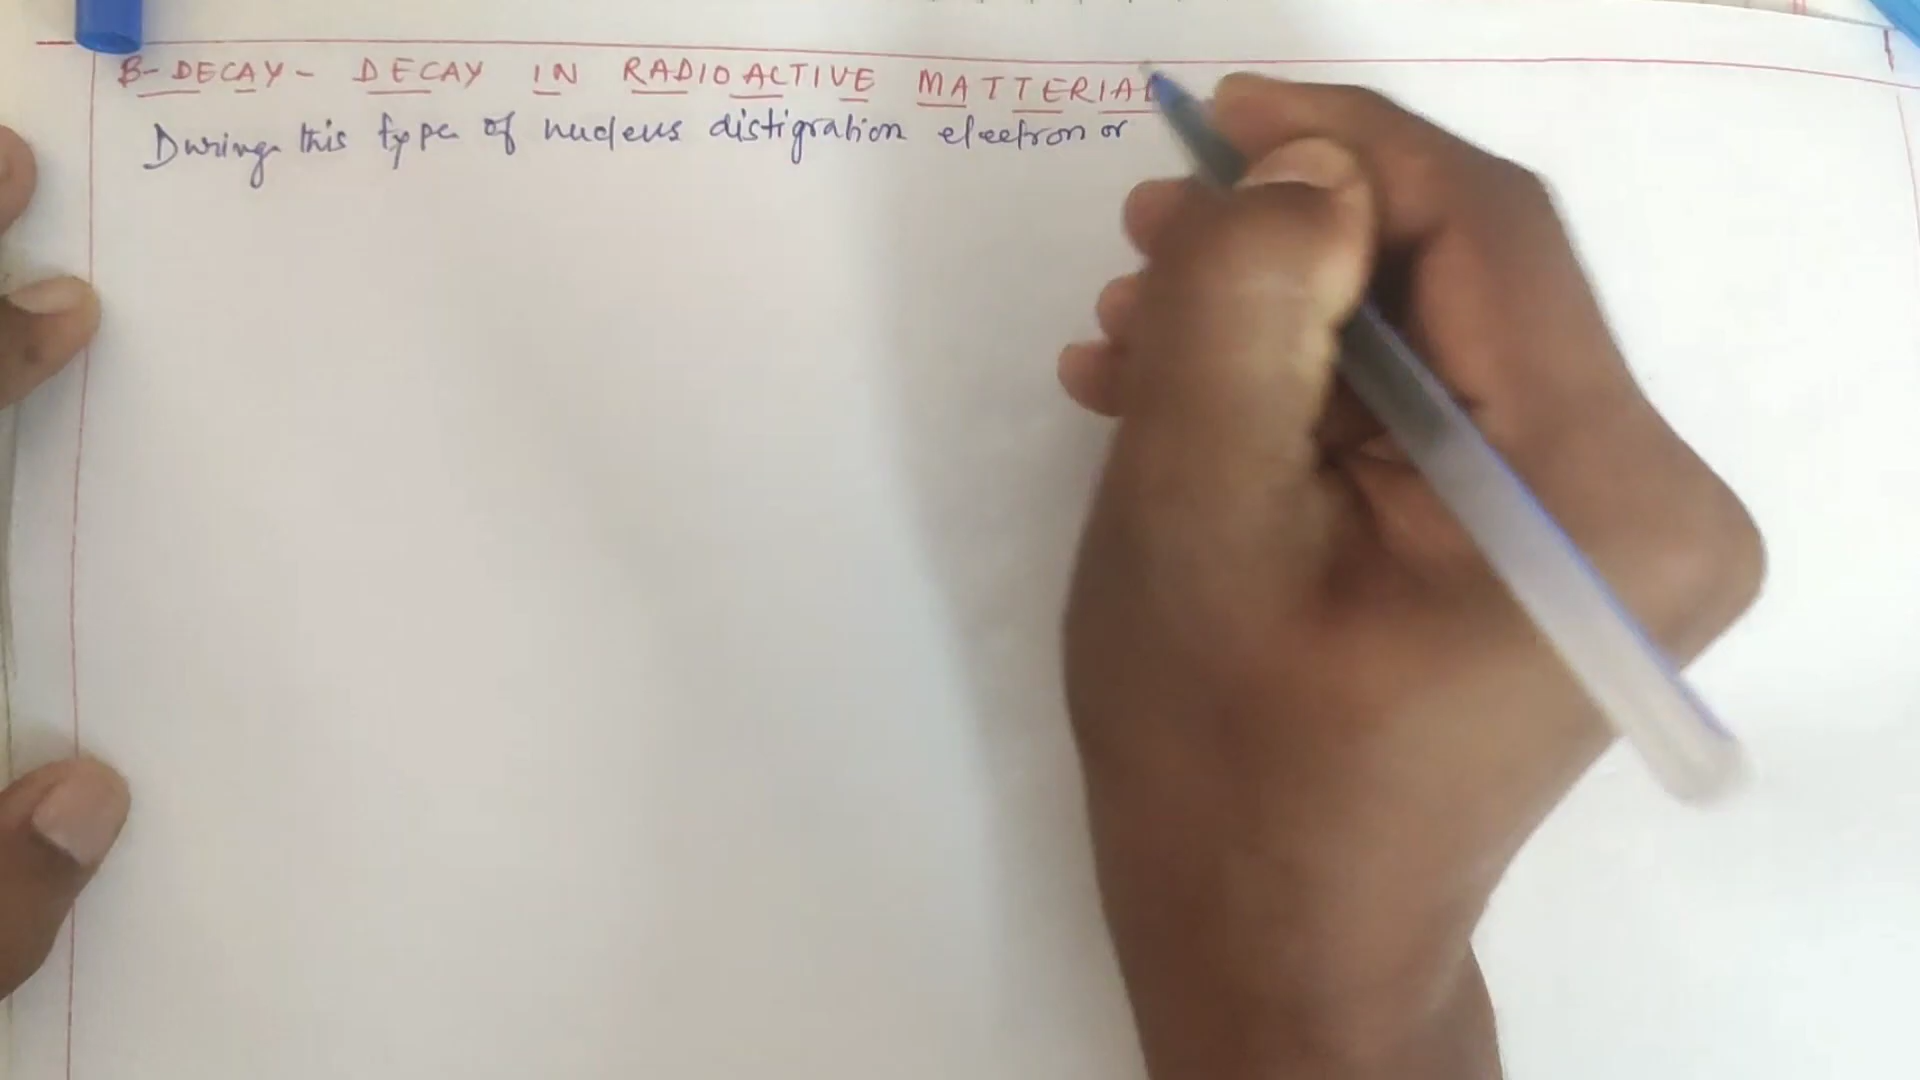 B-DECAY- DECAY IN RADIOACTIVE MATTERIAL
During this type of nucleus distigration electron or